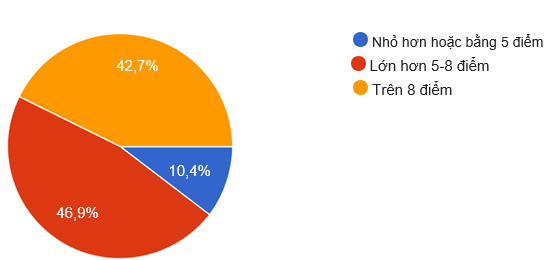 42,7%
10,4%
46,9%
Nhỏ hơn hoặc bằng 5 điểm
Lớn hơn 5-8 điểm
Trên 8 điểm